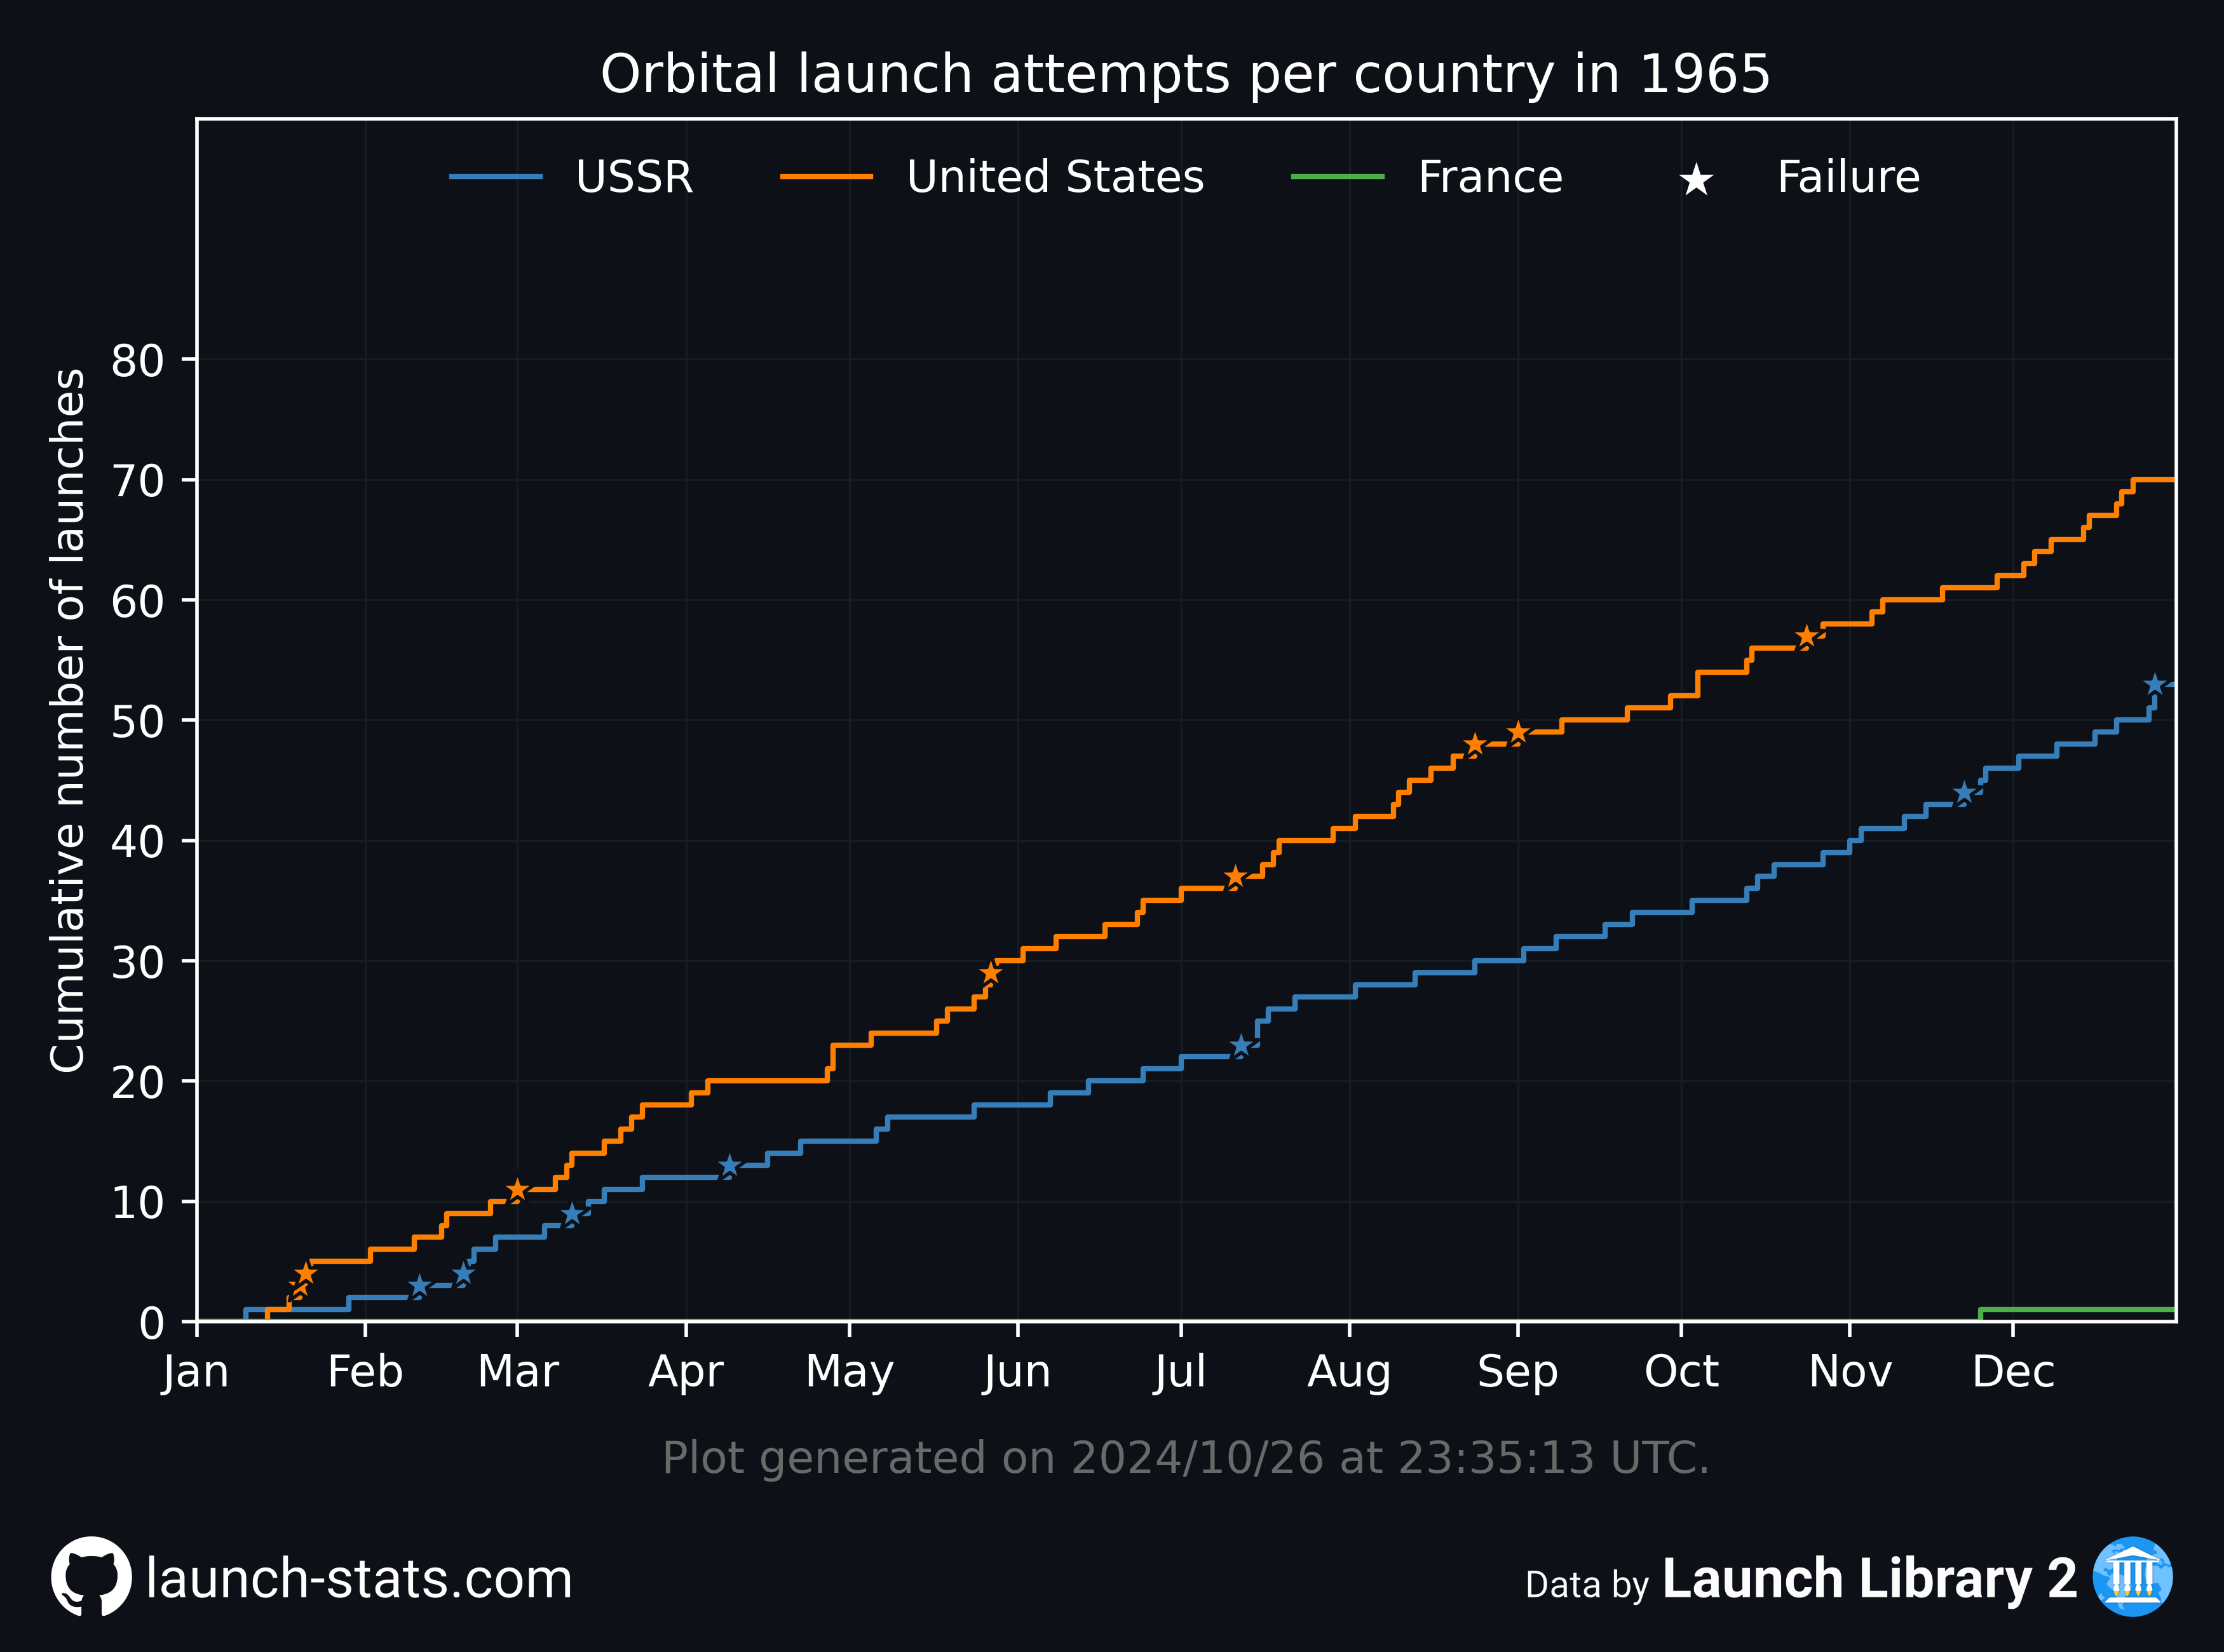 Orbital launch attempts per country in 1965
USSR United States France Failure
Cumulative number of launches
80
70
60
50
40
30
20
10
0
Jan Feb Mar Apr May Jun Jul Aug Sep Oct Nov Dec
Plot generated on 2024/10/26 at 23:35:13 UTC.
launch-stats.com
Data by Launch Library 2